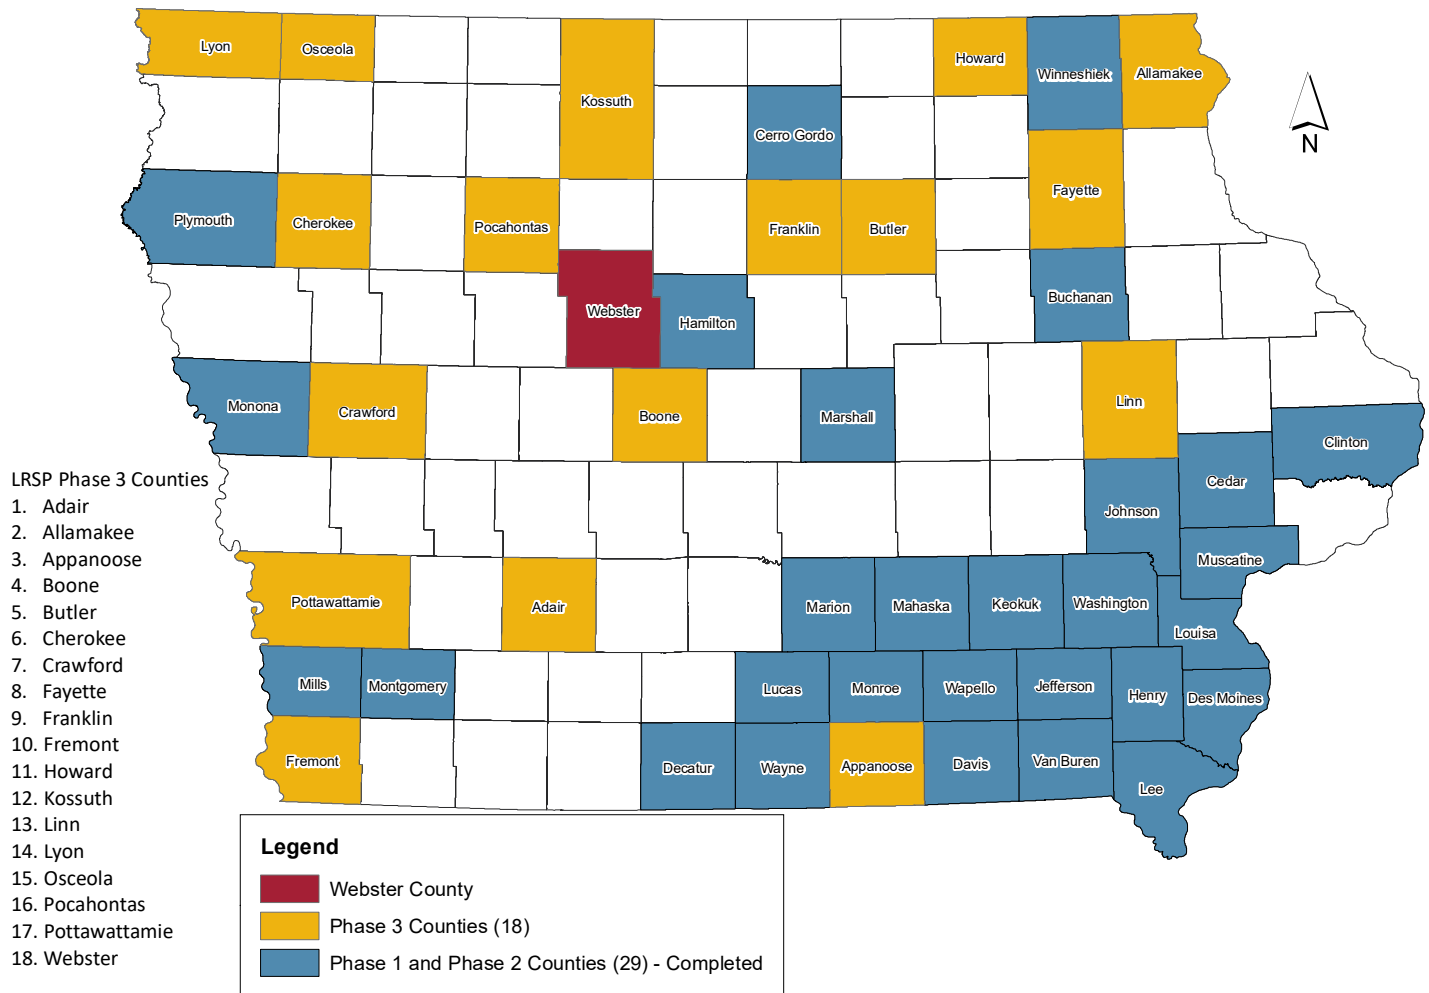 Lyon
Osceola
Kossuth
Howard
Winneshiek
Allamakee
Cerro Gordo
N
Plymouth
Cherokee
Pocahontas
Franklin
Butler
Fayette
Webster
Hamilton
Buchanan
Monona
Crawford
Boone
Marshall
Linn
Clinton
Cedar
Johnson
Muscatine
Pottawattamie
Adair
Marion
Mahaska
Keokuk
Washington
Louisa
Mills
Montgomery
Lucas
Monroe
Wapello
Jefferson
Henry
Des Moines
Fremont
Decatur
Wayne
Appanoose
Davis
Van Buren
Lee
LRSP Phase 3 Counties
1. Adair
2. Allamakee
3. Appanoose
4. Boone
5. Butler
6. Cherokee
7. Crawford
8. Fayette
9. Franklin
10. Fremont
11. Howard
12. Kossuth
13. Linn
14. Lyon
15. Osceola
16. Pocahontas
17. Pottawattamie
18. Webster
Legend
Webster County
Phase 3 Counties (18)
Phase 1 and Phase 2 Counties (29) - Completed